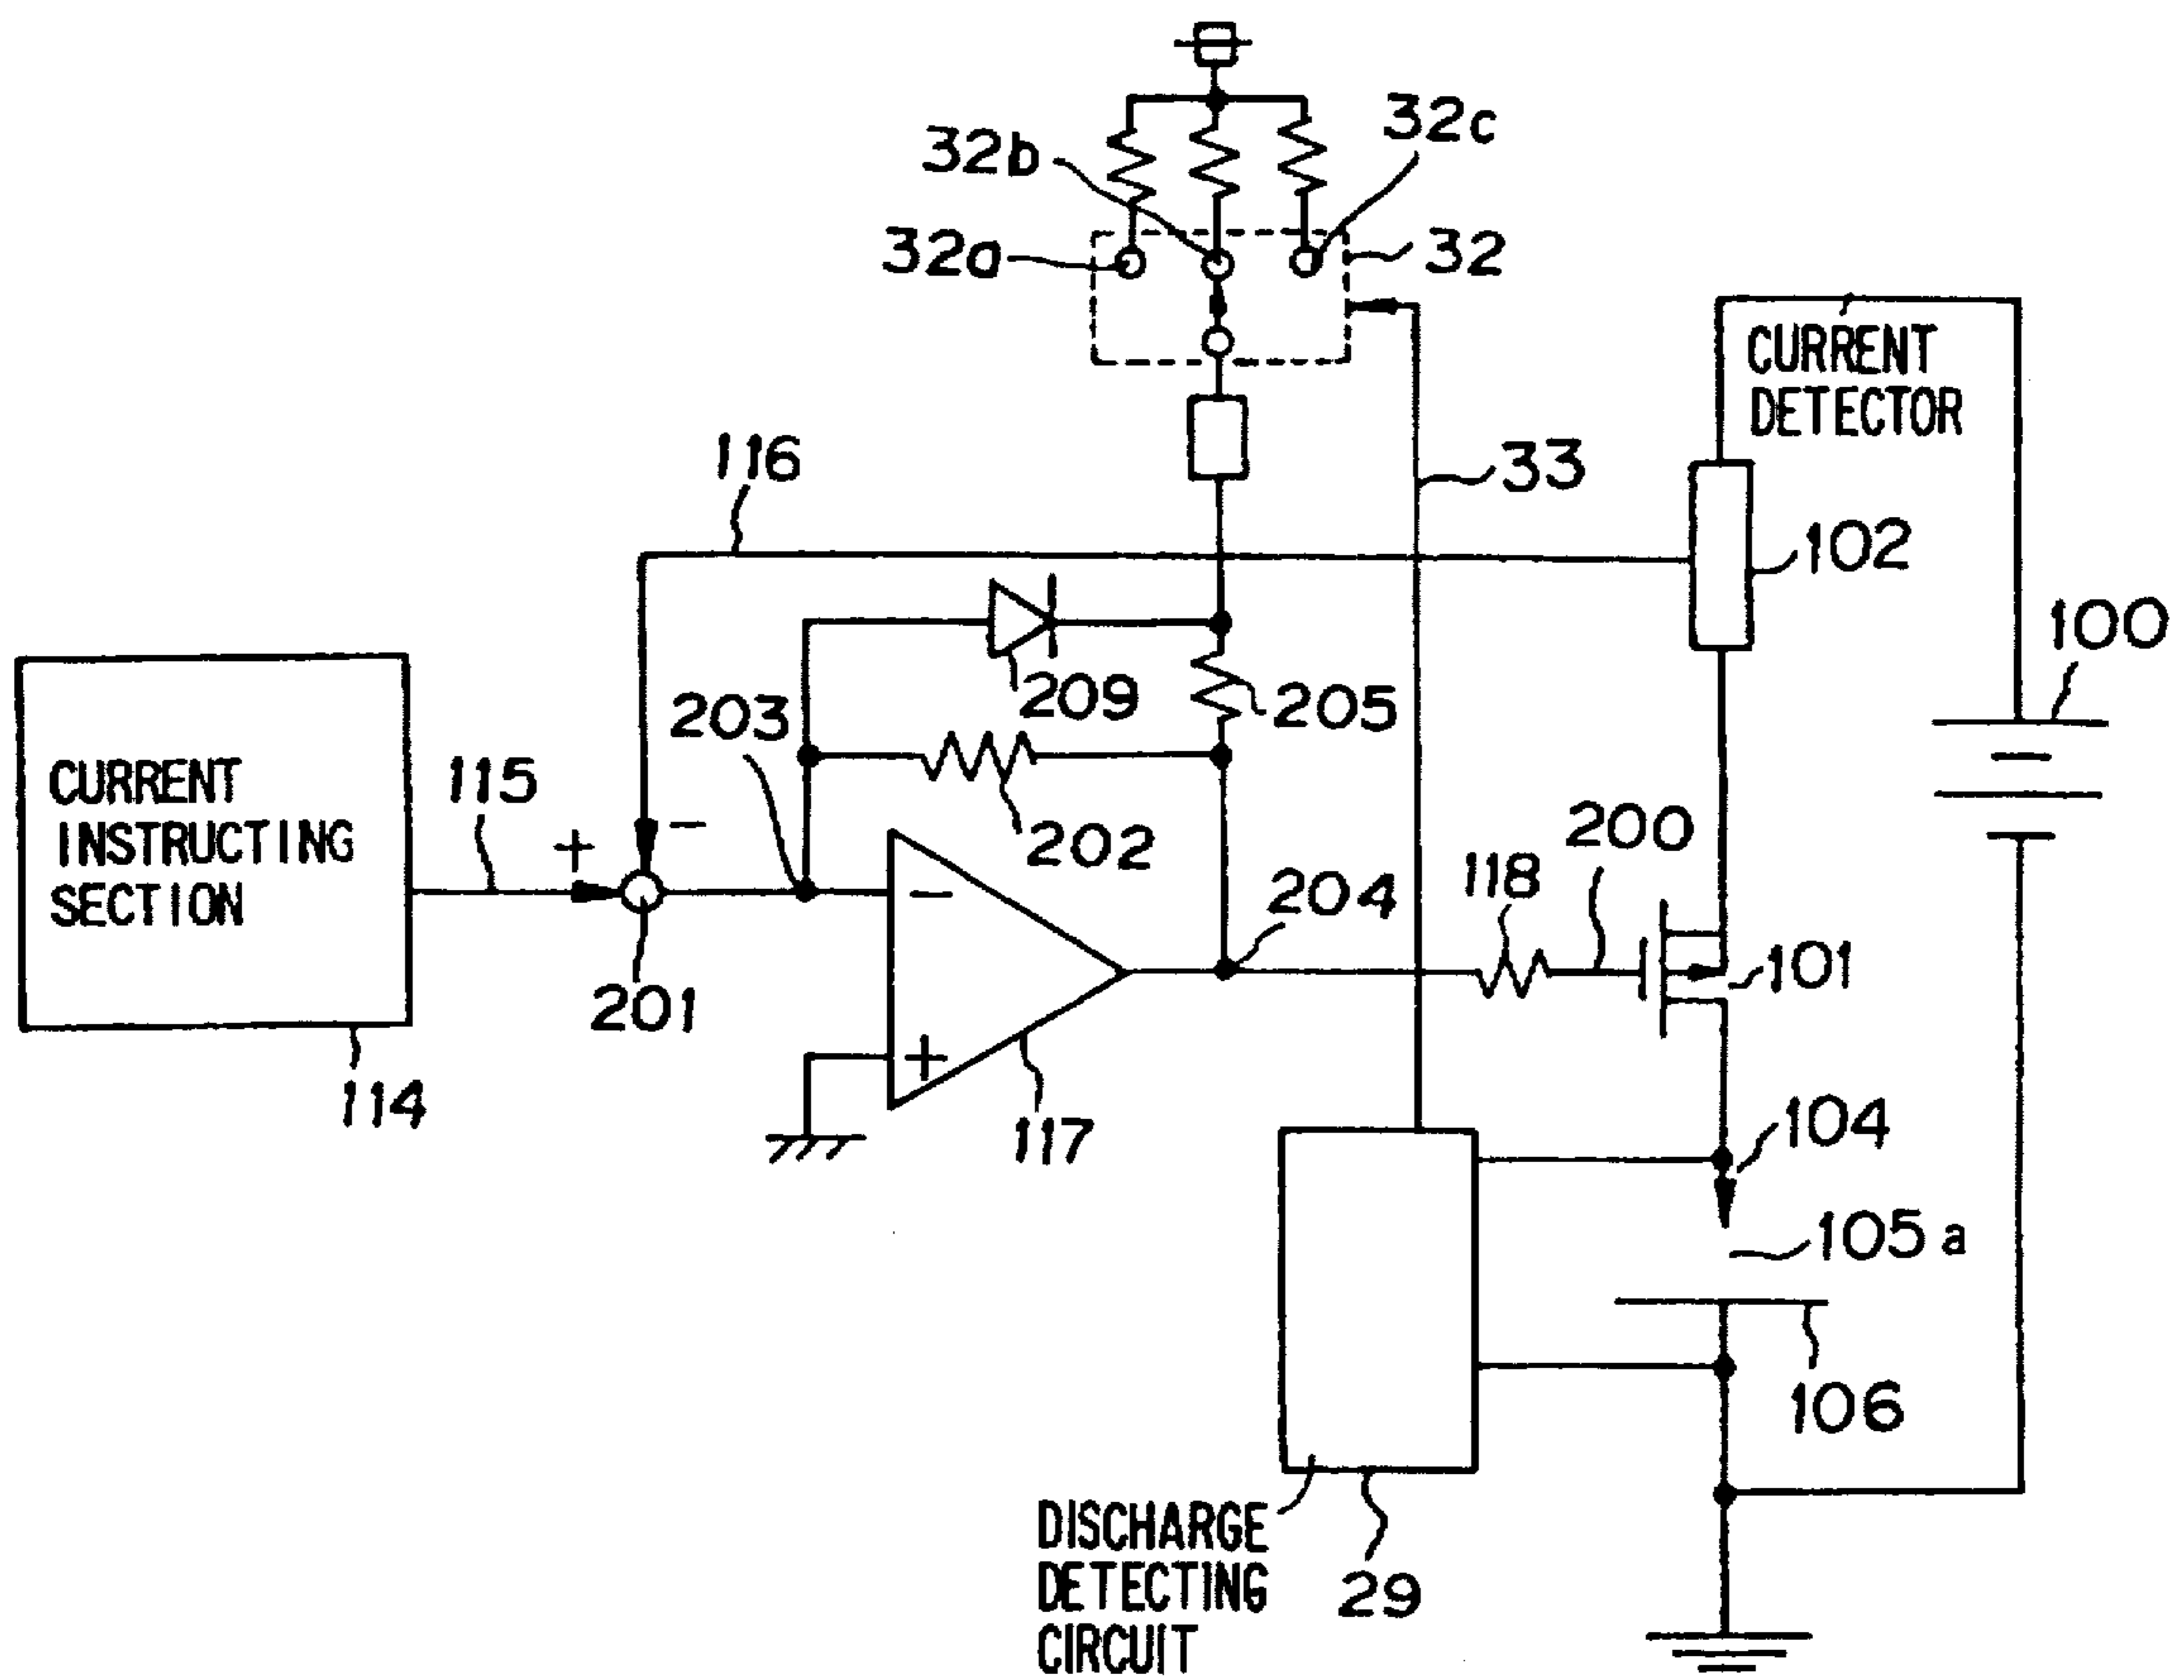 32b
32c
32a
32
CURRENT
DETECTOR
116
33
102
100
209
205
203
CURRENT
INSTRUCTING
SECTION
115
+
−
202
200
118
204
−
201
101
+
114
117
104
105a
106
DISCHARGE
DETECTING
CIRCUIT
29